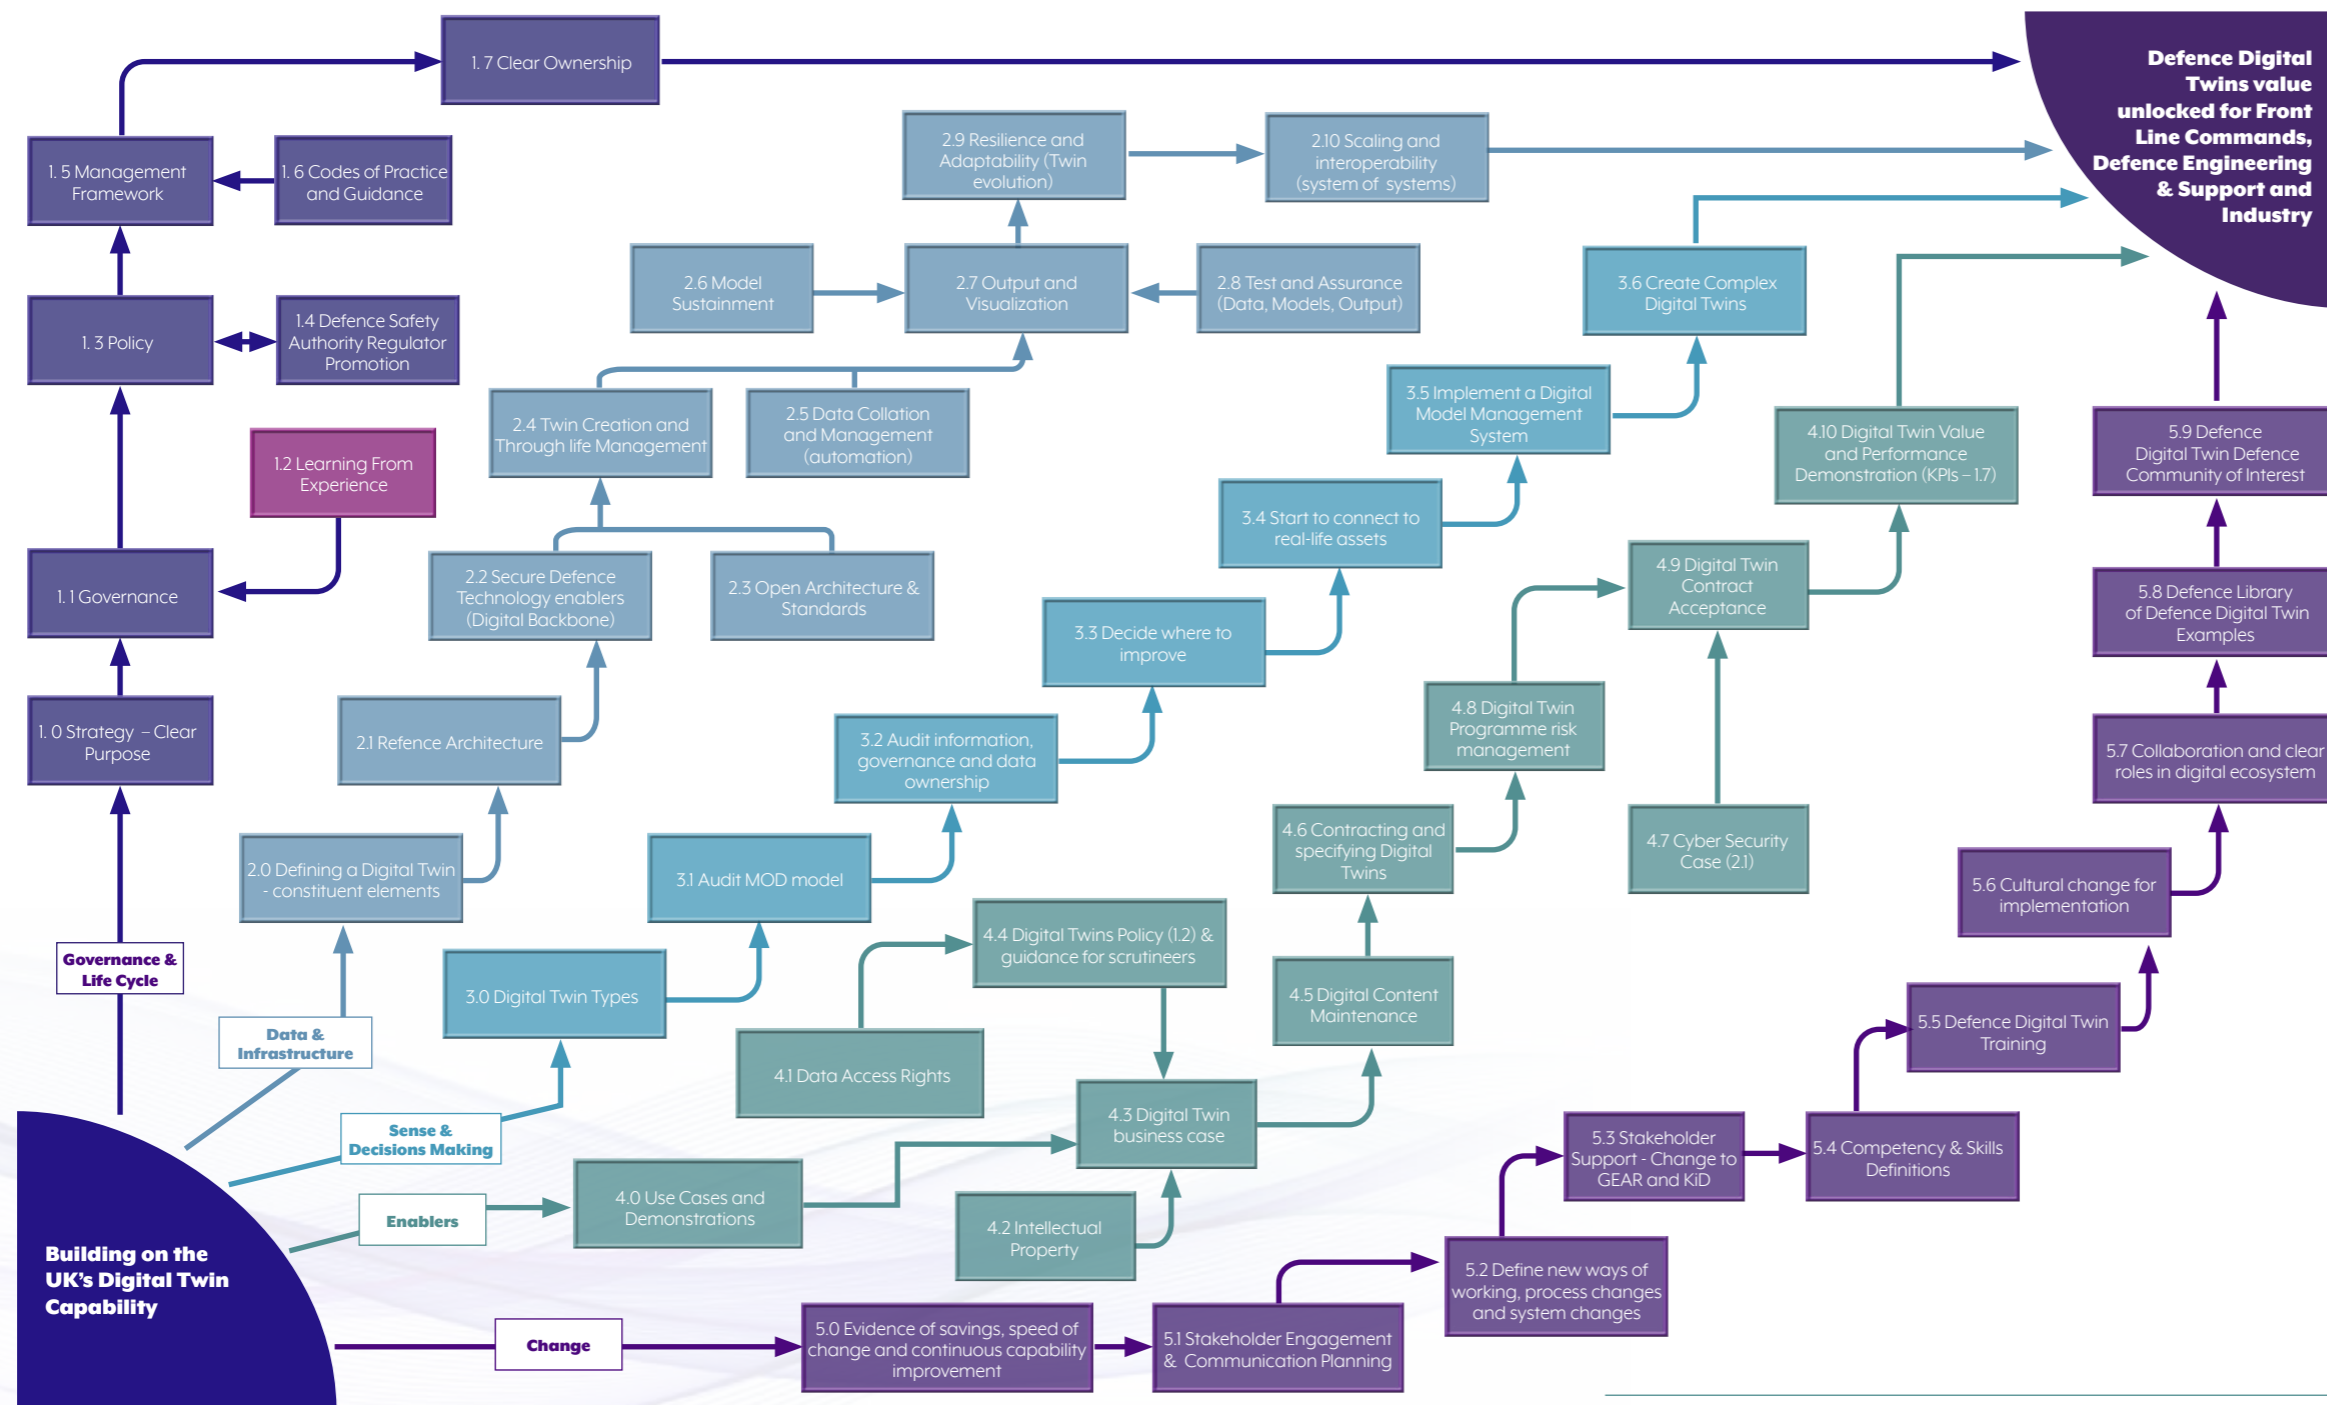 1. 7 Clear Ownership
Defence Digital
Twins value
unlocked for Front
Line Commands,
Defence Engineering
& Support and
Industry
1. 5 Management
Framework
1. 6 Codes of Practice
and Guidance
2.9 Resilience and
Adaptability (Twin
evolution)
2.10 Scaling and
interoperability
(system of systems)
1. 3 Policy
1.4 Defence Safety
Authority Regulator
Promotion
2.6 Model
Sustainment
2.7 Output and
Visualization
2.8 Test and Assurance
(Data, Models, Output)
3.6 Create Complex
Digital Twins
1.2 Learning From
Experience
2.4 Twin Creation and
Through life Management
2.5 Data Collation
and Management
(automation)
3.5 Implement a Digital
Model Management
System
4.10 Digital Twin Value
and Performance
Demonstration (KPIs – 1.7)
5.9 Defence
Digital Twin Defence
Community of Interest
1. 1 Governance
2.2 Secure Defence
Technology enablers
(Digital Backbone)
2.3 Open Architecture &
Standards
3.4 Start to connect to
real-life assets
3.3 Decide where to
improve
4.9 Digital Twin
Contract
Acceptance
5.8 Defence Library
of Defence Digital Twin
Examples
1. 0 Strategy – Clear
Purpose
2.1 Refence Architecture
3.2 Audit information,
governance and data
ownership
4.8 Digital Twin
Programme risk
management
5.7 Collaboration and clear
roles in digital ecosystem
2.0 Defining a Digital Twin
- constituent elements
3.1 Audit MOD model
4.6 Contracting and
specifying Digital
Twins
4.7 Cyber Security
Case (2.1)
5.6 Cultural change for
implementation
Governance &
Life Cycle
3.0 Digital Twin Types
4.4 Digital Twins Policy (1.2) &
guidance for scrutineers
4.5 Digital Content
Maintenance
5.5 Defence Digital Twin
Training
Data &
Infrastructure
4.1 Data Access Rights
4.3 Digital Twin
business case
Sense &
Decisions Making
5.3 Stakeholder
Support - Change to
GEAR and KiD
5.4 Competency & Skills
Definitions
Enablers
4.0 Use Cases and
Demonstrations
4.2 Intellectual
Property
Building on the
UK's Digital Twin
Capability
5.2 Define new ways of
working, process changes
and system changes
Change
5.0 Evidence of savings, speed of
change and continuous capability
improvement
5.1 Stakeholder Engagement
& Communication Planning